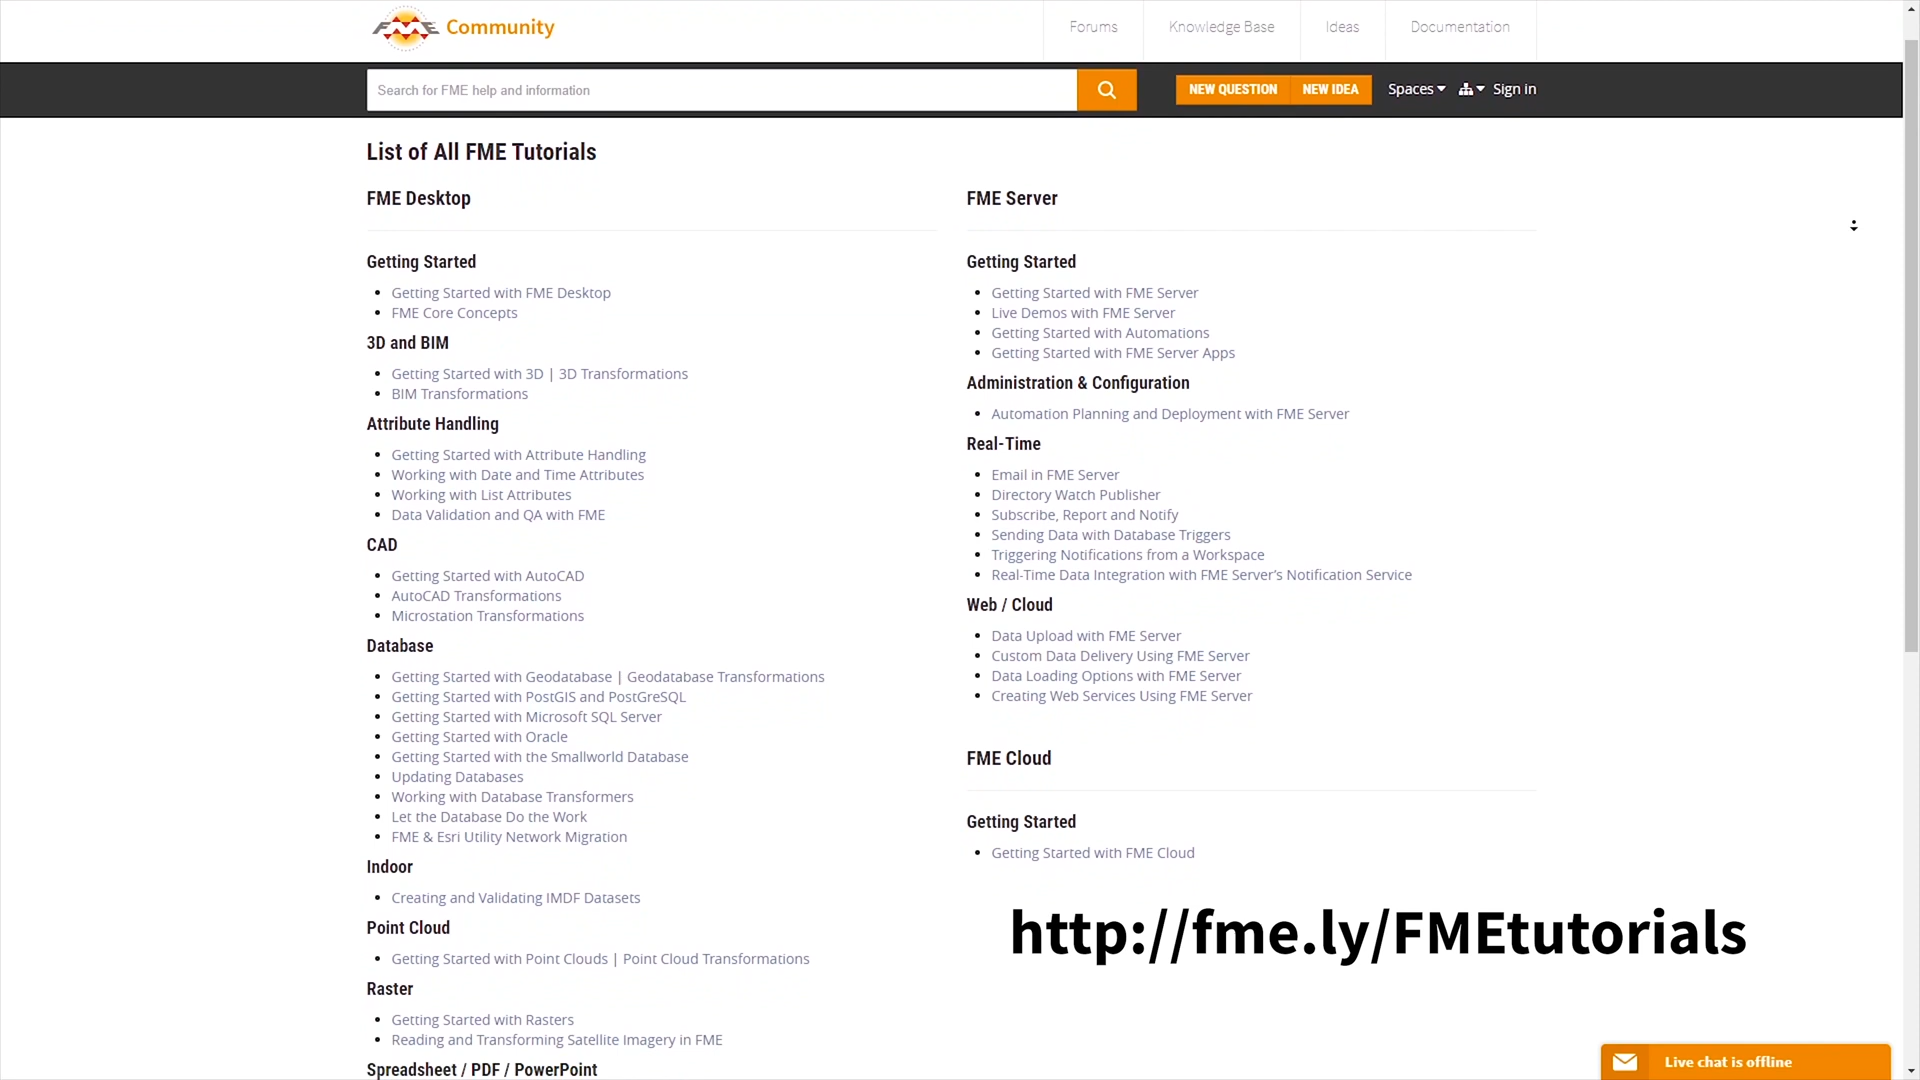 FME Community
Forums
Knowledge Base
Ideas
Documentation
Search for FME help and information
NEW QUESTION
NEW IDEA
Spaces
Sign in
List of All FME Tutorials
FME Desktop
Getting Started
Getting Started with FME Desktop
FME Core Concepts
3D and BIM
Getting Started with 3D | 3D Transformations
BIM Transformations
Attribute Handling
Getting Started with Attribute Handling
Working with Date and Time Attributes
Working with List Attributes
Data Validation and QA with FME
CAD
Getting Started with AutoCAD
AutoCAD Transformations
Microstation Transformations
Database
Getting Started with Geodatabase | Geodatabase Transformations
Getting Started with PostGIS and PostGreSQL
Getting Started with Microsoft SQL Server
Getting Started with Oracle
Getting Started with the Smallworld Database
Updating Databases
Working with Database Transformers
Let the Database Do the Work
FME & Esri Utility Network Migration
Indoor
Creating and Validating IMDF Datasets
Point Cloud
Getting Started with Point Clouds | Point Cloud Transformations
Raster
Getting Started with Rasters
Reading and Transforming Satellite Imagery in FME
Spreadsheet / PDF / PowerPoint
FME Server
Getting Started
Getting Started with FME Server
Live Demos with FME Server
Getting Started with Automations
Getting Started with FME Server Apps
Administration & Configuration
Automation Planning and Deployment with FME Server
Real-Time
Email in FME Server
Directory Watch Publisher
Subscribe, Report and Notify
Sending Data with Database Triggers
Triggering Notifications from a Workspace
Real-Time Data Integration with FME Server's Notification Service
Web / Cloud
Data Upload with FME Server
Custom Data Delivery Using FME Server
Data Loading Options with FME Server
Creating Web Services Using FME Server
FME Cloud
Getting Started
Getting Started with FME Cloud
http://fme.ly/FMEtutorials
Live chat is offline